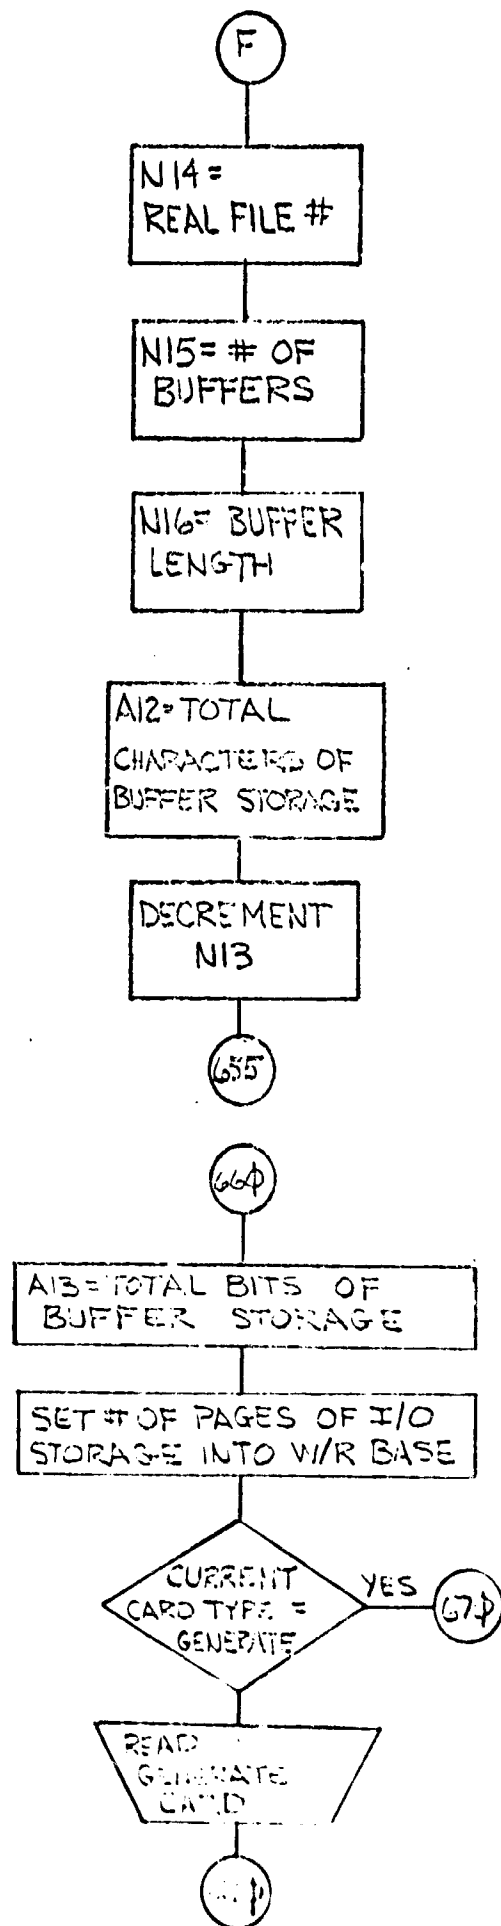 F
N14 =
REAL FILE #
N15 = # OF
BUFFERS
N16 = BUFFER
LENGTH
A12 = TOTAL
CHARACTERS OF
BUFFER STORAGE
DECREMENT
N13
655
66φ
A13 = TOTAL BITS OF
BUFFER STORAGE
SET # OF PAGES OF I/O
STORAGE INTO W/R BASE
CURRENT
CARD TYPE =
GENERATE
YES
67φ
READ
GENERATE
CARD